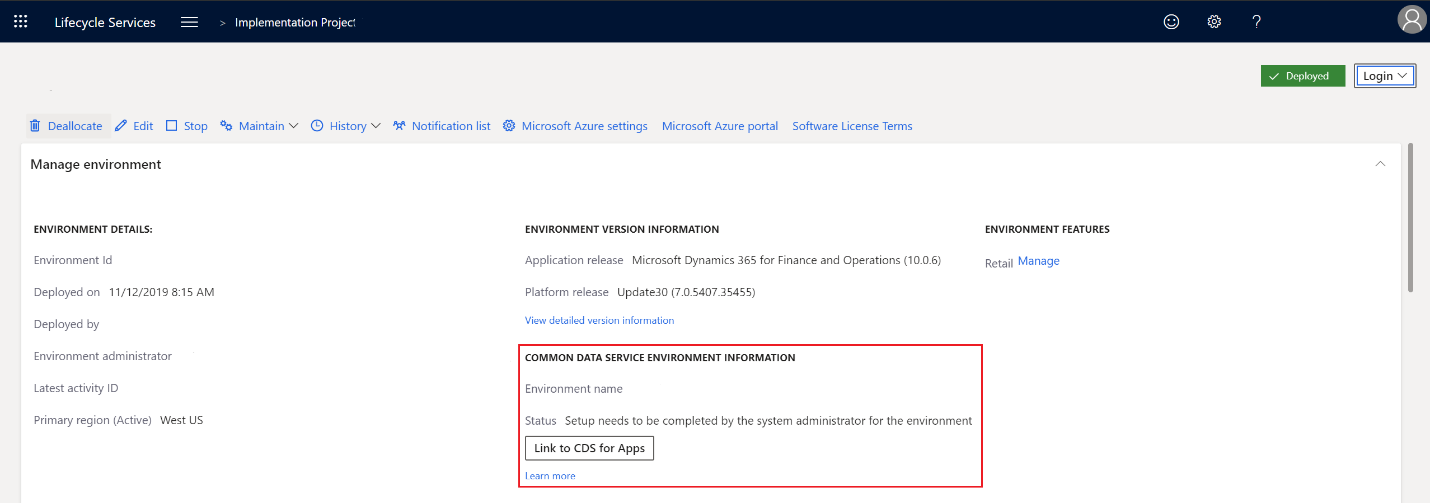 Lifecycle Services > Implementation Project
?
Deployed Login
Deallocate Edit Stop Maintain History Notification list Microsoft Azure settings Microsoft Azure portal Software License Terms
Manage environment
ENVIRONMENT DETAILS: ENVIRONMENT VERSION INFORMATION ENVIRONMENT FEATURES
Environment Id Application release Microsoft Dynamics 365 for Finance and Operations (10.0.6) Retail Manage
Deployed on 11/12/2019 8:15 AM Platform release Update30 (7.0.5407.35455)
Deployed by View detailed version information
Environment administrator COMMON DATA SERVICE ENVIRONMENT INFORMATION
Latest activity ID Environment name
Primary region (Active) West US Status Setup needs to be completed by the system administrator for the environment
Link to CDS for Apps
Learn more